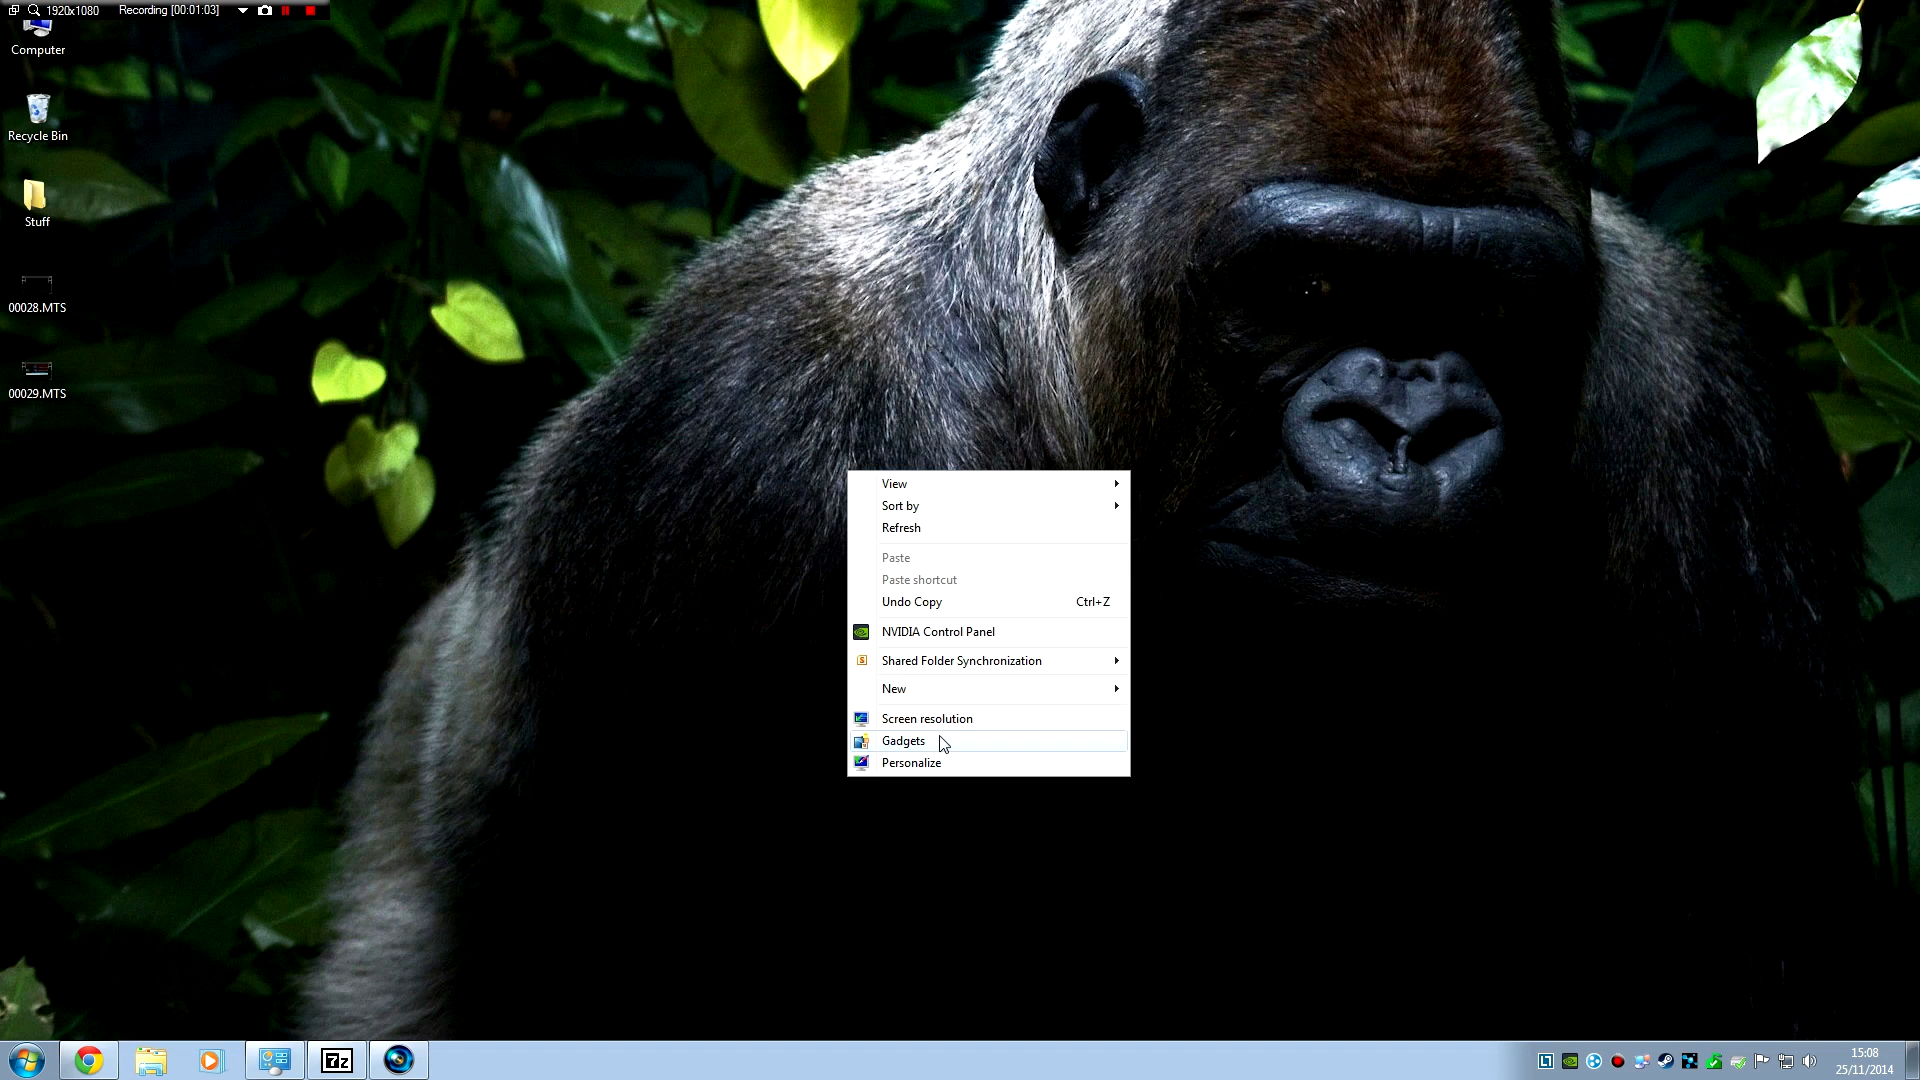 1920x1080 Recording [00:01:03]
Computer
Recycle Bin
Stuff
00028.MTS
00029.MTS
View
Sort by
Refresh
Paste
Paste shortcut
Undo Copy Ctrl+Z
NVIDIA Control Panel
Shared Folder Synchronization
New
Screen resolution
Gadgets
Personalize
7z
15:08
25/11/2014